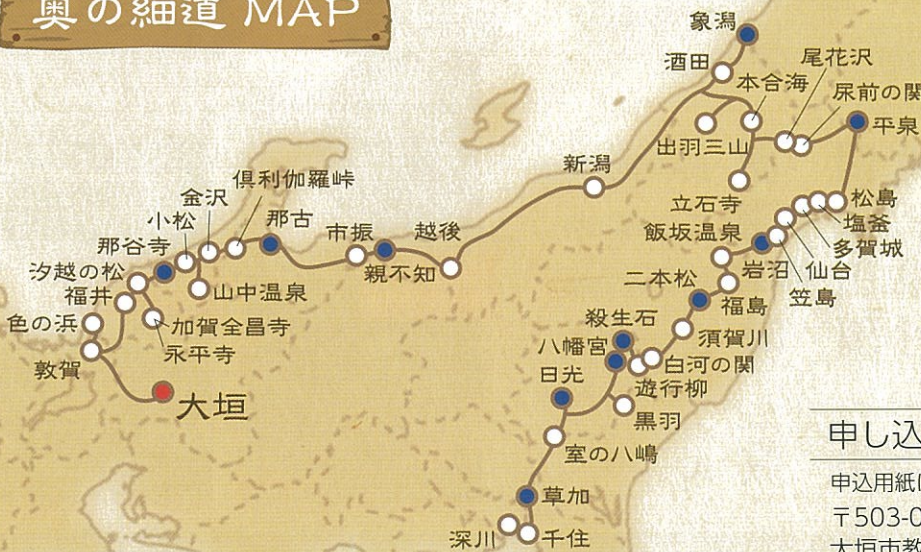 奥の細道 MAP
象潟
酒田
尾花沢
本合海
尿前の関
平泉
出羽三山
新潟
倶利伽羅峠
金沢
小松
那古
市振
越後
那谷寺
親不知
立石寺
松島
塩釜
多賀城
飯坂温泉
岩沼
仙台
笠島
汐越の松
福井
山中温泉
二本松
福島
色の浜
加賀全昌寺
永平寺
殺生石
須賀川
敦賀
八幡宮
白河の関
日光
遊行柳
大垣
黒羽
室の八嶋
申し込
草加
申込用紙
深川
千住
〒503-0
大垣市教